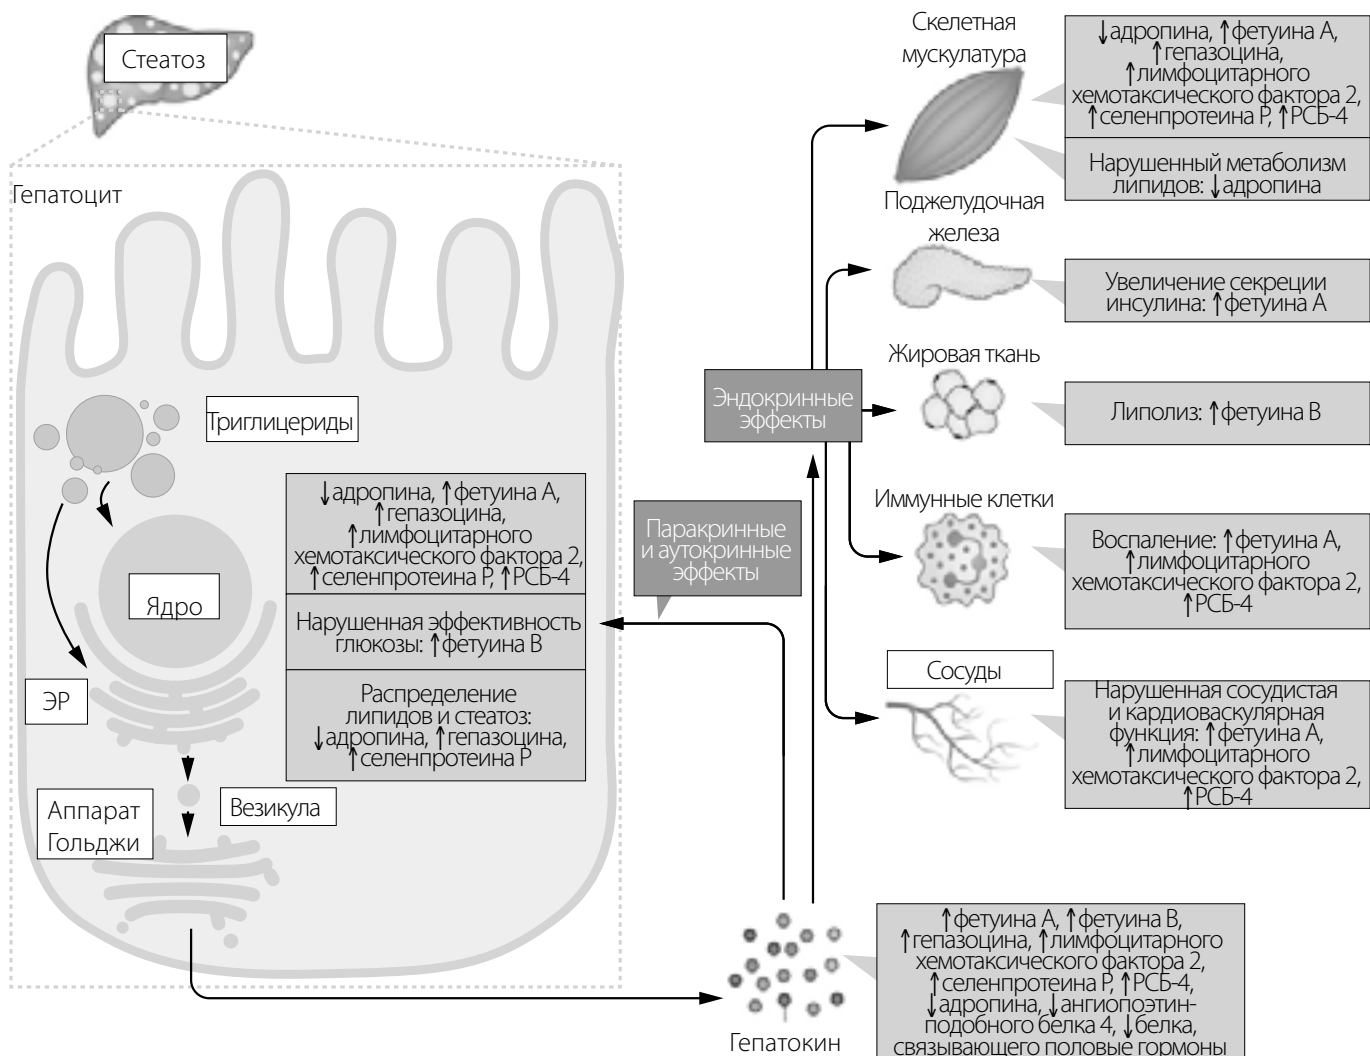 Стеатоз
Гепатоцит
Триглицериды
↓адропина, ↑фетуина А,
↑гепазоцина,
↑лимфоцитарного
хемотаксического фактора 2,
↑селенпротеина Р, ↑РСБ-4
Ядро
Нарушенная эффективность
глюкозы: ↑фетуина В
ЭР
Распределение
липидов и стеатоз:
↓адропина, ↑гепазоцина,
↑селенпротеина Р
Везикула
Аппарат
Гольджи
Паракринные
и аутокринные
эффекты
Эндокринные
эффекты
Скелетная
мускулатура
↓адропина, ↑фетуина А,
↑гепазоцина,
↑лимфоцитарного
хемотаксического фактора 2,
↑селенпротеина Р, ↑РСБ-4
Нарушенный метаболизм
липидов: ↓адропина
Поджелудочная
железа
Увеличение секреции
инсулина: ↑фетуина А
Жировая ткань
Липолиз: ↑фетуина В
Иммунные клетки
Воспаление: ↑фетуина А,
↑лимфоцитарного
хемотаксического фактора 2,
↑РСБ-4
Сосуды
Нарушенная сосудистая
и кардиоваскулярная
функция: ↑фетуина А,
↑лимфоцитарного
хемотаксического фактора 2,
↑РСБ-4
Гепатокин
↑фетуина А, ↑фетуина В,
↑гепазоцина, ↑лимфоцитарного
хемотаксического фактора 2,
↑селенпротеина Р, ↑РСБ-4,
↓адропина, ↓ангиопоэтин-
подобного белка 4, ↓белка,
связывающего половые гормоны